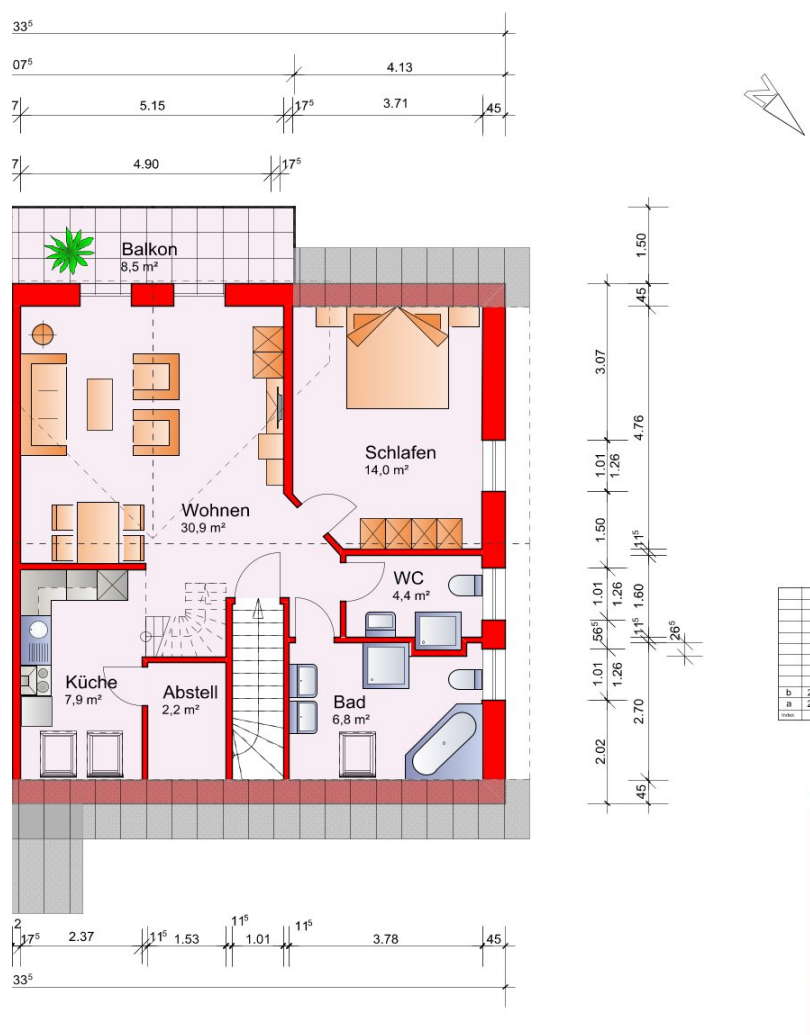 33⁵
07⁵
4.13
7 5.15 17⁵ 3.71 45
7 4.90 17⁵
Balkon
8,5 m²
1.50
45
3.07
4.76
1.01
1.26
1.50
11⁵
1.01
1.26
1.60
56⁵
11⁵
26⁵
1.01
1.26
2.70
2.02
45
Schlafen
14,0 m²
Wohnen
30,9 m²
WC
4,4 m²
Küche
7,9 m²
Abstell
2,2 m²
Bad
6,8 m²
b 2
a 2
Index
2
17⁵ 2.37 11⁵ 1.53 11⁵ 1.01 11⁵ 3.78 45
33⁵